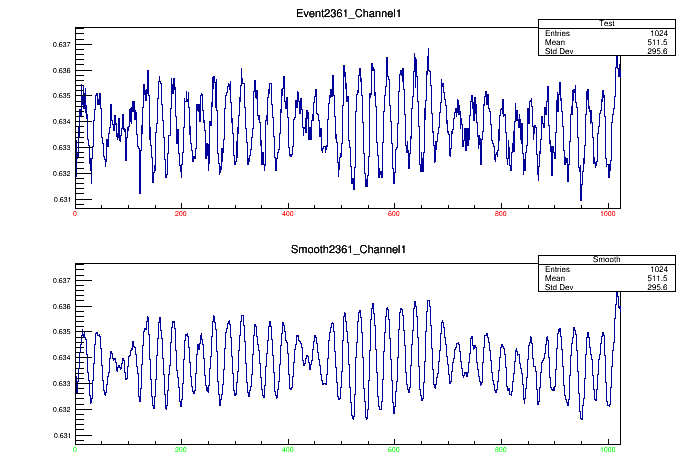 Event2361_Channel1
Test
Entries 1024
Mean 511.5
Std Dev 295.6
0.637
0.636
0.635
0.634
0.633
0.632
0.631
0 200 400 600 800 1000
Smooth2361_Channel1
Smooth
Entries 1024
Mean 511.5
Std Dev 295.6
0.637
0.636
0.635
0.634
0.633
0.632
0.631
0 200 400 600 800 1000